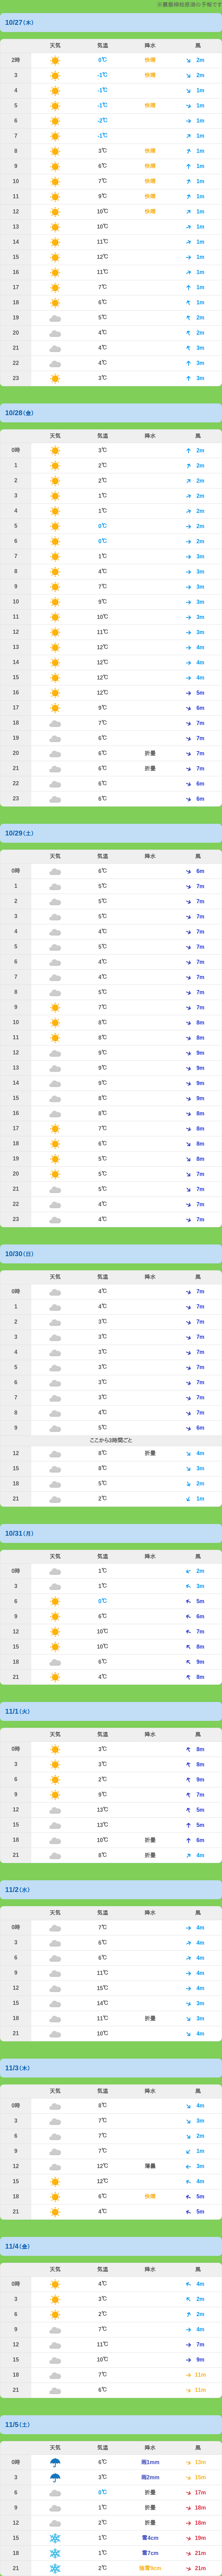 10/27(木)
天気 気温 降水 風
2時 0℃ 快晴 2m
3 -1℃ 快晴 2m
4 -1℃ 1m
5 -1℃ 快晴 1m
6 -2℃ 1m
7 -1℃ 1m
8 3℃ 快晴 1m
9 6℃ 快晴 1m
10 7℃ 快晴 1m
11 9℃ 快晴 1m
12 10℃ 快晴 1m
13 10℃ 1m
14 11℃ 1m
15 12℃ 1m
16 11℃ 1m
17 7℃ 1m
18 6℃ 1m
19 5℃ 2m
20 4℃ 2m
21 4℃ 3m
22 4℃ 3m
23 3℃ 3m
10/28(金)
天気 気温 降水 風
0時 3℃ 2m
1 2℃ 2m
2 2℃ 2m
3 1℃ 2m
4 1℃ 2m
5 0℃ 2m
6 0℃ 2m
7 1℃ 3m
8 4℃ 3m
9 7℃ 3m
10 9℃ 3m
11 10℃ 3m
12 11℃ 3m
13 12℃ 4m
14 12℃ 4m
15 12℃ 4m
16 12℃ 5m
17 9℃ 6m
18 7℃ 7m
19 6℃ 7m
20 6℃ 折曇 7m
21 6℃ 折曇 7m
22 6℃ 6m
23 6℃ 6m
10/29(土)
天気 気温 降水 風
0時 6℃ 6m
1 5℃ 7m
2 5℃ 7m
3 5℃ 7m
4 4℃ 7m
5 5℃ 7m
6 4℃ 7m
7 4℃ 7m
8 5℃ 7m
9 7℃ 7m
10 8℃ 8m
11 8℃ 8m
12 9℃ 9m
13 9℃ 9m
14 9℃ 9m
15 8℃ 9m
16 8℃ 8m
17 7℃ 8m
18 6℃ 8m
19 5℃ 8m
20 5℃ 7m
21 5℃ 7m
22 4℃ 7m
23 4℃ 7m
10/30(日)
天気 気温 降水 風
0時 4℃ 7m
1 4℃ 7m
2 3℃ 7m
3 3℃ 7m
4 3℃ 7m
5 3℃ 7m
6 3℃ 7m
7 3℃ 7m
8 4℃ 7m
9 5℃ 6m
ここから3時間ごと
12 8℃ 折曇 4m
15 8℃ 3m
18 5℃ 2m
21 2℃ 1m
10/31(月)
天気 気温 降水 風
0時 1℃ 2m
3 1℃ 3m
6 0℃ 5m
9 6℃ 6m
12 10℃ 7m
15 10℃ 8m
18 6℃ 9m
21 4℃ 8m
11/1(火)
天気 気温 降水 風
0時 3℃ 8m
3 3℃ 8m
6 2℃ 9m
9 9℃ 7m
12 13℃ 5m
15 13℃ 5m
18 10℃ 折曇 6m
21 8℃ 折曇 4m
11/2(水)
天気 気温 降水 風
0時 7℃ 4m
3 6℃ 4m
6 6℃ 4m
9 11℃ 4m
12 15℃ 4m
15 14℃ 3m
18 11℃ 折曇 3m
21 10℃ 4m
11/3(木)
天気 気温 降水 風
0時 8℃ 4m
3 7℃ 3m
6 7℃ 2m
9 7℃ 1m
12 12℃ 薄曇 3m
15 12℃ 4m
18 6℃ 快晴 5m
21 4℃ 5m
11/4(金)
天気 気温 降水 風
0時 4℃ 4m
3 3℃ 2m
6 2℃ 2m
9 7℃ 4m
12 11℃ 7m
15 10℃ 9m
18 7℃ 11m
21 6℃ 11m
11/5(土)
天気 気温 降水 風
0時 6℃ 雨1mm 13m
3 3℃ 雨2mm 15m
6 0℃ 折曇 17m
9 1℃ 折曇 18m
12 2℃ 折曇 18m
15 1℃ 雪4cm 19m
18 1℃ 雪7cm 21m
21 2℃ 強雪9cm 21m